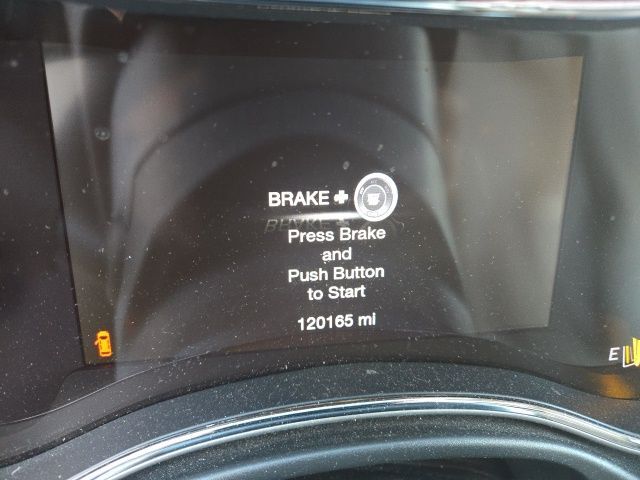 BRAKE +
Press Brake
and
Push Button
to Start
120165 mi
E